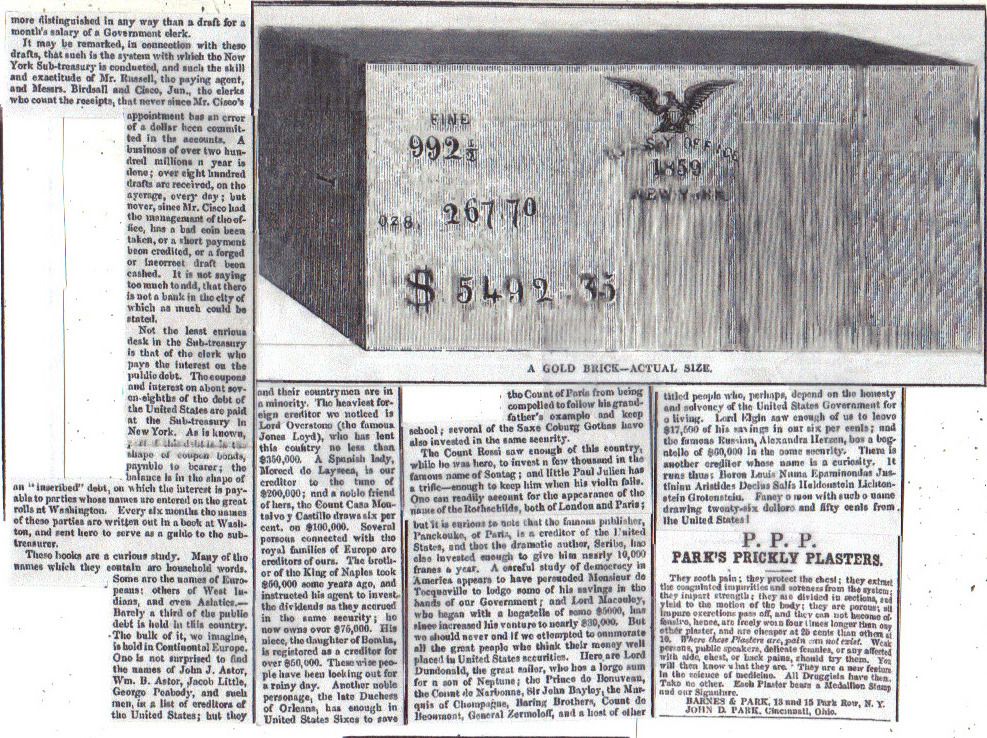 more distinguished in any way than a draft for a
month's salary of a Government clerk.
It may be remarked, in connection with these
drafts, that such is the system with which the New
York Sub-treasury is conducted, and such the skill
and exactitude of Mr. Russell, the paying agent,
and Messrs. Birdsall and Cisco, Jun., the clerks
who count the receipts, that never since Mr. Cisco's
appointment has an error
of a dollar been commit-
ted in the accounts. A
business of over two hun-
dred millions a year is
done; over eight hundred
drafts are received, on the
average, every day; but
never, since Mr. Cisco had
the management of the of-
fice, has a bad coin been
taken, or a short payment
been credited, or a forged
or incorrect draft been
cashed. It is not saying
too much to add, that there
is not a bank in the city of
which as much could be
stated.
Not the least curious
desk in the Sub-treasury
is that of the clerk who
pays the interest on the
public debt. The coupons
and interest on about sev-
en-eighths of the debt of
the United States are paid
at the Sub-treasury in
New York. As is known,
part of this debt is in the
shape of coupon bonds,
payable to bearer; the
balance is in the shape of
an "inscribed" debt, on which the interest is pay-
able to parties whose names are entered on the great
rolls at Washington. Every six months the names
of these parties are written out in a book at Wash-
ton, and sent here to serve as a guide to the sub-
treasurer.
These books are a curious study. Many of the
names which they contain are household words.
Some are the names of Euro-
peans; others of West In-
dians, and even Asiatics.—
Barely a third of the public
debt is held in this country.
The bulk of it, we imagine,
is held in Continental Europe.
One is not surprised to find
the names of John J. Astor,
Wm. B. Astor, Jacob Little,
George Peabody, and such
men, in a list of creditors of
the United States; but they
FINE
992½
OZS. 267 70
$ 5492 35
OFFICE
1859
NEW YORK
A GOLD BRICK—ACTUAL SIZE.
and their countrymen are in
a minority. The heaviest for-
eign creditor we noticed is
Lord Overstone (the famous
Jones Loyd), who has lent
this country no less than
$350,000. A Spanish lady,
Merced de Layseca, is our
creditor to the tune of
$200,000; and a noble friend
of hers, the Count Casa Mon-
talvo y Castillo draws six per
cent. on $100,000. Several
persons connected with the
royal families of Europe are
creditors of ours. The broth-
er of the King of Naples took
$60,000 some years ago, and
instructed his agent to invest
the dividends as they accrued
in the same security; he
now owns over $75,000. His
niece, the daughter of Bomba,
is registered as a creditor for
over $50,000. These wise peo-
ple have been looking out for
a rainy day. Another noble
personage, the late Duchess
of Orleans, has enough in
United States Sixes to save
the Count of Paris from being
compelled to follow his grand-
father's example and keep
school; several of the Saxe Coburg Gothas have
also invested in the same security.
The Count Rossi saw enough of this country,
while he was here, to invest a few thousand in the
famous name of Sontag; and little Paul Julien has
a trifle—enough to keep him when his violin fails.
One can readily account for the appearance of the
name of the Rothschilds, both of London and Paris;
but it is curious to note that the famous publisher,
Panckouke, of Paris, is a creditor of the United
States, and that the dramatic author, Scribe, has
also invested enough to give him nearly 10,000
francs a year. A careful study of democracy in
America appears to have persuaded Monsieur de
Tocqueville to lodge some of his savings in the
hands of our Government; and Lord Macauley,
who began with a bagatelle of some $5000, has
since increased his venture to nearly $30,000. But
we should never end if we attempted to enumerate
all the great people who think their money well
placed in United States securities. Here are Lord
Dundonald, the great sailor, who has a large sum
for a son of Neptune; the Prince de Bonuveau,
the Count de Narbonne, Sir John Bayley, the Mar-
quis of Champagne, Baring Brothers, Count de
Beaumont, General Zermoloff, and a host of other
titled people who, perhaps, depend on the honesty
and solvency of the United States Government for
a living. Lord Elgin saw enough of us to leave
$17,500 of his savings in our six per cents; and
the famous Russian, Alexandra Herzen, has a bag-
atelle of $60,000 in the same security. There is
another creditor whose name is a curiosity. It
runs thus: Baron Louis Numa Epaminondas Jus-
tinian Aristides Decius Salis Haldenstein Lichten-
stein Grotenstein. Fancy a man with such a name
drawing twenty-six dollars and fifty cents from
the United States!
P. P. P.
PARK'S PRICKLY PLASTERS.
They sooth pain; they protect the chest; they extract
the coagulated impurities and soreness from the system;
they impart strength; they are divided in sections, and
yield to the motion of the body; they are porous; all
impure excretions pass off, and they can not become of-
fensive, hence, are freely worn four times longer than any
other plaster, and are cheaper at 25 cents than others at
10. Where these Plasters are, pain can not exist. Weak
persons, public speakers, delicate females, or any affected
with side, chest, or back pains, should try them. You
will then know what they are. They are a new feature
in the science of medicine. All Druggists have them.
Take no other. Each Plaster bears a Medallion Stamp
and our Signature.
BARNES & PARK, 13 and 15 Park Row, N. Y.
JOHN D. PARK, Cincinnati, Ohio.